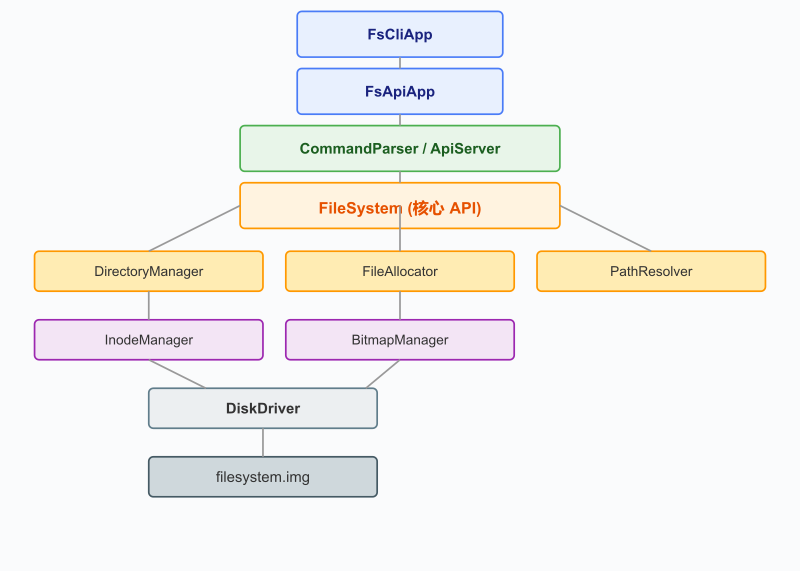 FsCliApp
FsApiApp
CommandParser / ApiServer
FileSystem (核心 API)
DirectoryManager
FileAllocator
PathResolver
InodeManager
BitmapManager
DiskDriver
filesystem.img